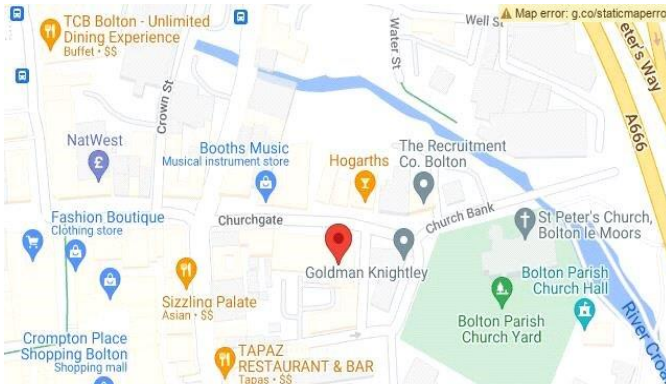 Map error: g.co/staticmaperro
TCB Bolton - Unlimited
Dining Experience
Buffet • $$
Well St
Water St
eter's Way
A666
Crown St
NatWest
£
Booths Music
Musical instrument store
Hogarths
The Recruitment
Co. Bolton
Fashion Boutique
Clothing store
Churchgate
Church Bank
St Peter's Church,
Bolton le Moors
Goldman Knightley
Sizzling Palate
Asian • $$
Bolton Parish
Church Hall
Bolton Parish
Church Yard
River Cro
Crompton Place
Shopping Bolton
Shopping mall
TAPAZ
RESTAURANT & BAR
Tapas • $$